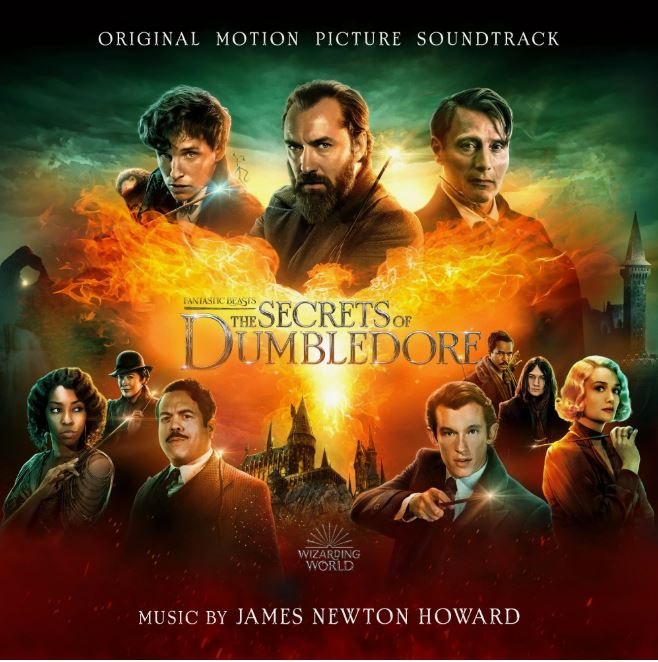 ORIGINAL MOTION PICTURE SOUNDTRACK
FANTASTIC BEASTS
THE SECRETS OF
DUMBLEDORE
WIZARDING
WORLD
MUSIC BY JAMES NEWTON HOWARD